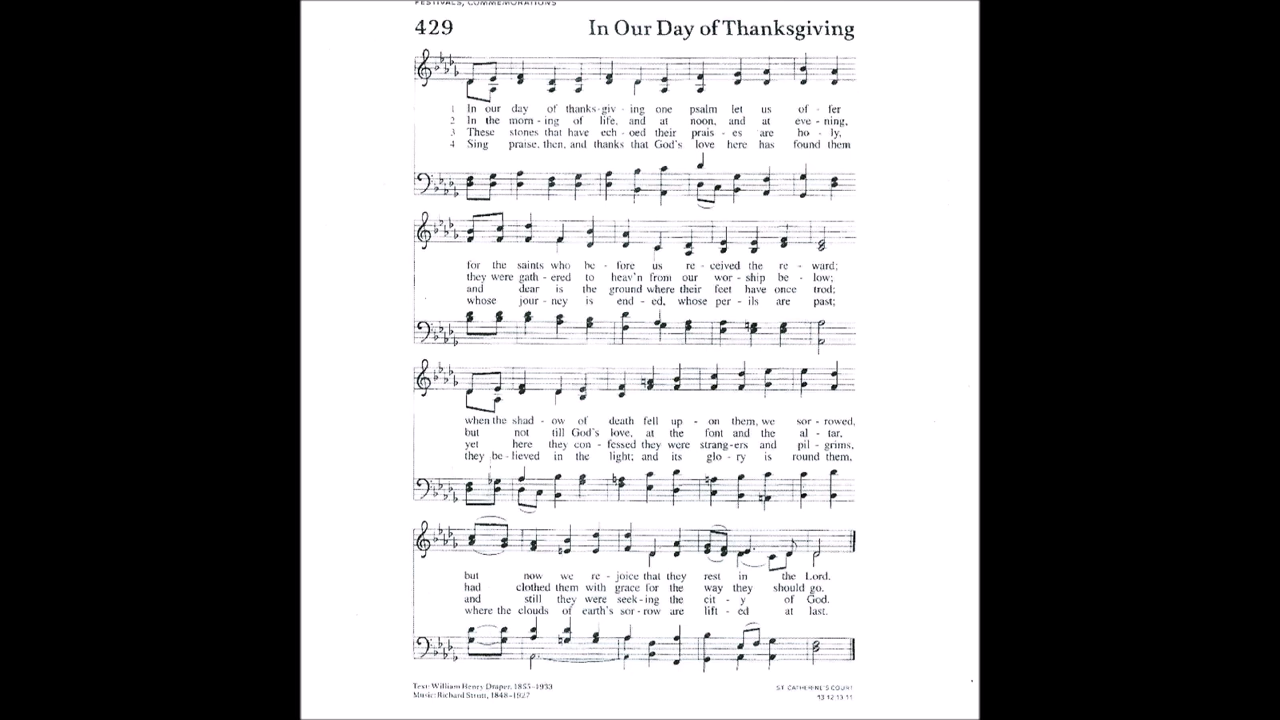 FESTIVALS, COMMEMORATIONS
429 In Our Day of Thanksgiving
1 In our day of thanks-giv-ing one psalm let us of-fer
2 In the morn-ing of life, and at noon, and at eve-ning,
3 These stones that have ech-oed their prais-es are ho-ly,
4 Sing praise, then, and thanks that God's love here has found them
for the saints who be-fore us re-ceived the re-ward;
they were gath-ered to heav'n from our wor-ship be-low;
and dear is the ground where their feet have once trod;
whose jour-ney is end-ed, whose per-ils are past;
when the shad-ow of death fell up-on them, we sor-rowed,
but not till God's love, at the font and the al-tar,
yet here they con-fessed they were strang-ers and pil-grims,
they be-lieved in the light; and its glo-ry is round them,
but now we re-joice that they rest in the Lord.
had clothed them with grace for the way they should go.
and still they were seek-ing the cit-y of God.
where the clouds of earth's sor-row are lift-ed at last.
Text: William Henry Draper, 1855-1933
Music: Richard Strutt, 1848-1927
ST. CATHERINE'S COURT